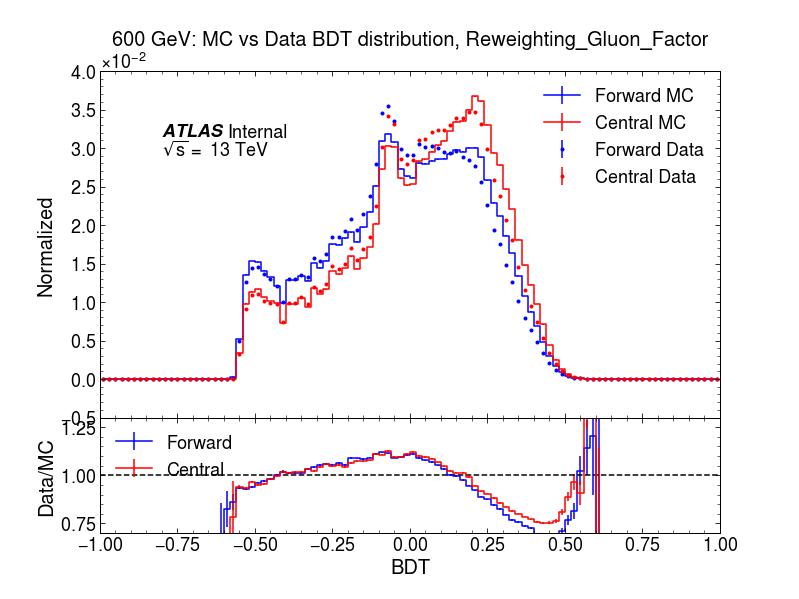 600 GeV: MC vs Data BDT distribution, Reweighting_Gluon_Factor
×10⁻²
4.0
3.5
3.0
2.5
2.0
1.5
1.0
0.5
0.0
0.5
Normalized
ATLAS Internal
√s = 13 TeV
Forward MC
Central MC
Forward Data
Central Data
1.25
1.00
0.75
Data/MC
Forward
Central
−1.00 −0.75 −0.50 −0.25 0.00 0.25 0.50 0.75 1.00
BDT